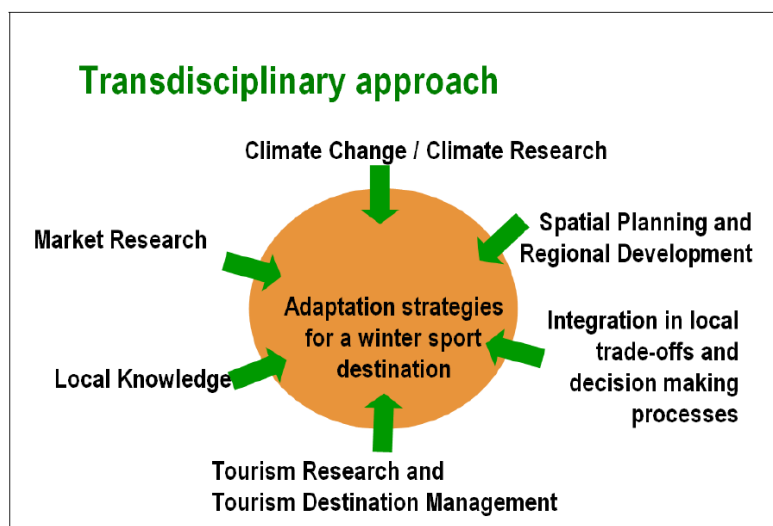 Transdisciplinary approach
Climate Change / Climate Research
Market Research
Spatial Planning and
Regional Development
Adaptation strategies
for a winter sport
destination
Integration in local
trade-offs and
decision making
processes
Local Knowledge
Tourism Research and
Tourism Destination Management